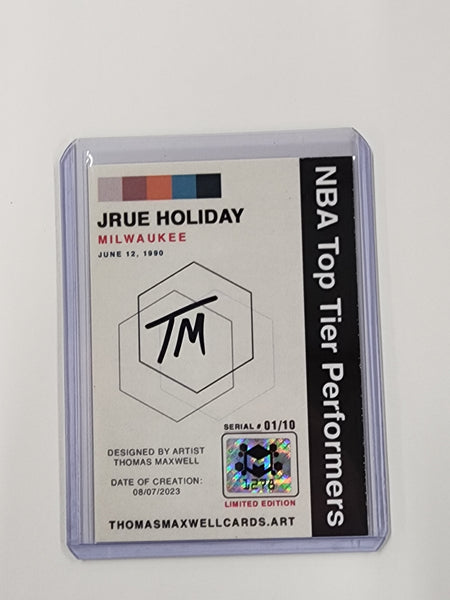 JRUE HOLIDAY
MILWAUKEE
JUNE 12, 1990
TM
SERIAL # 01/10
DESIGNED BY ARTIST
THOMAS MAXWELL
DATE OF CREATION:
08/07/2023
1278
LIMITED EDITION
THOMASMAXWELLCARDS.ART
NBA Top Tier Performers